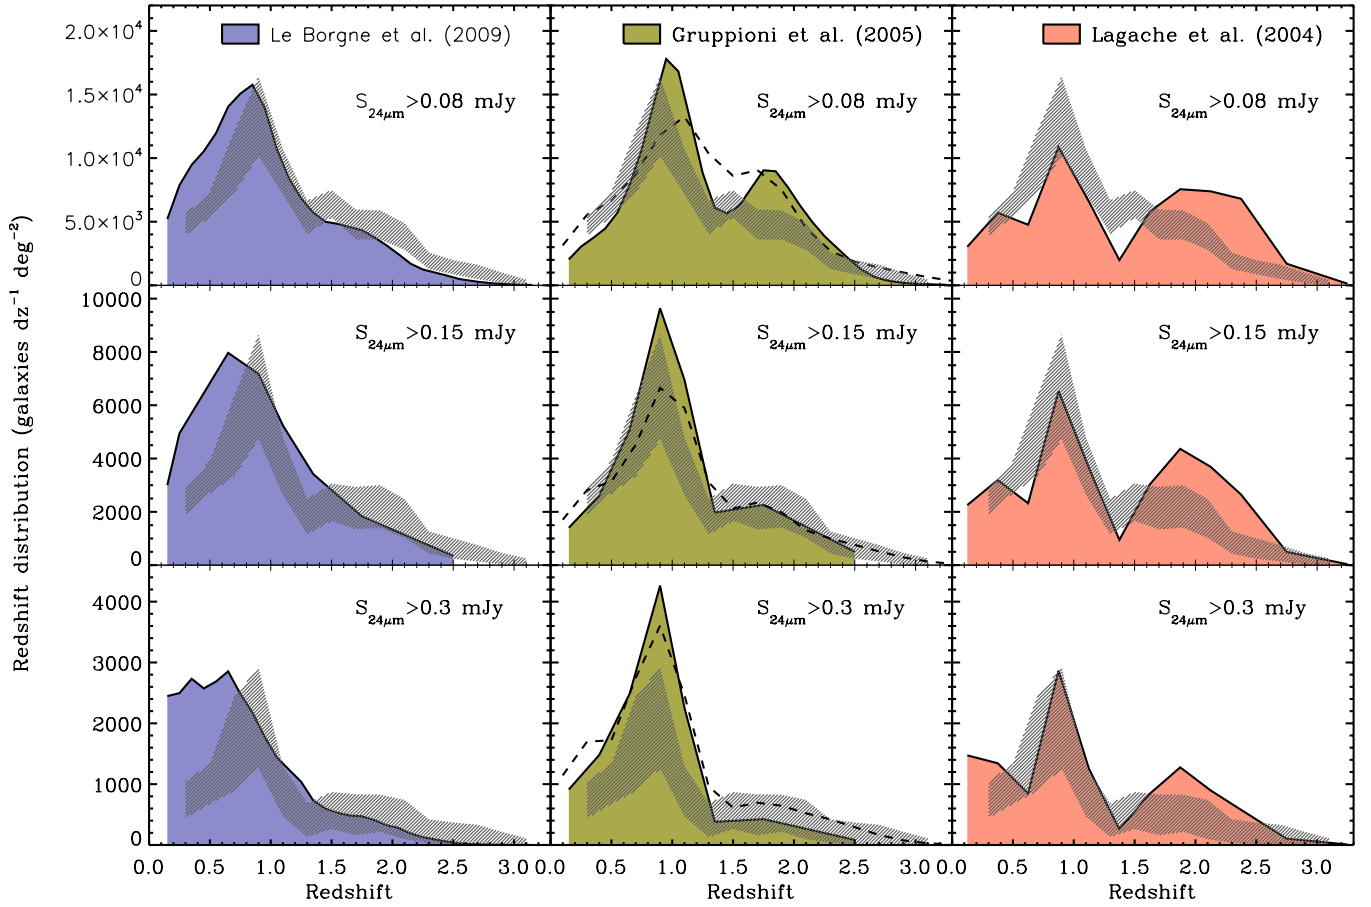 Redshift distribution (galaxies dz⁻¹ deg⁻²)
Le Borgne et al. (2009)
Gruppioni et al. (2005)
Lagache et al. (2004)
2.0×10⁴
1.5×10⁴
1.0×10⁴
5.0×10³
0
S24μm>0.08 mJy
S24μm>0.08 mJy
S24μm>0.08 mJy
10000
8000
6000
4000
2000
0
S24μm>0.15 mJy
S24μm>0.15 mJy
S24μm>0.15 mJy
4000
3000
2000
1000
0
S24μm>0.3 mJy
S24μm>0.3 mJy
S24μm>0.3 mJy
0.0 0.5 1.0 1.5 2.0 2.5 3.0
0.0 0.5 1.0 1.5 2.0 2.5 3.0
0.0 0.5 1.0 1.5 2.0 2.5 3.0
Redshift
Redshift
Redshift